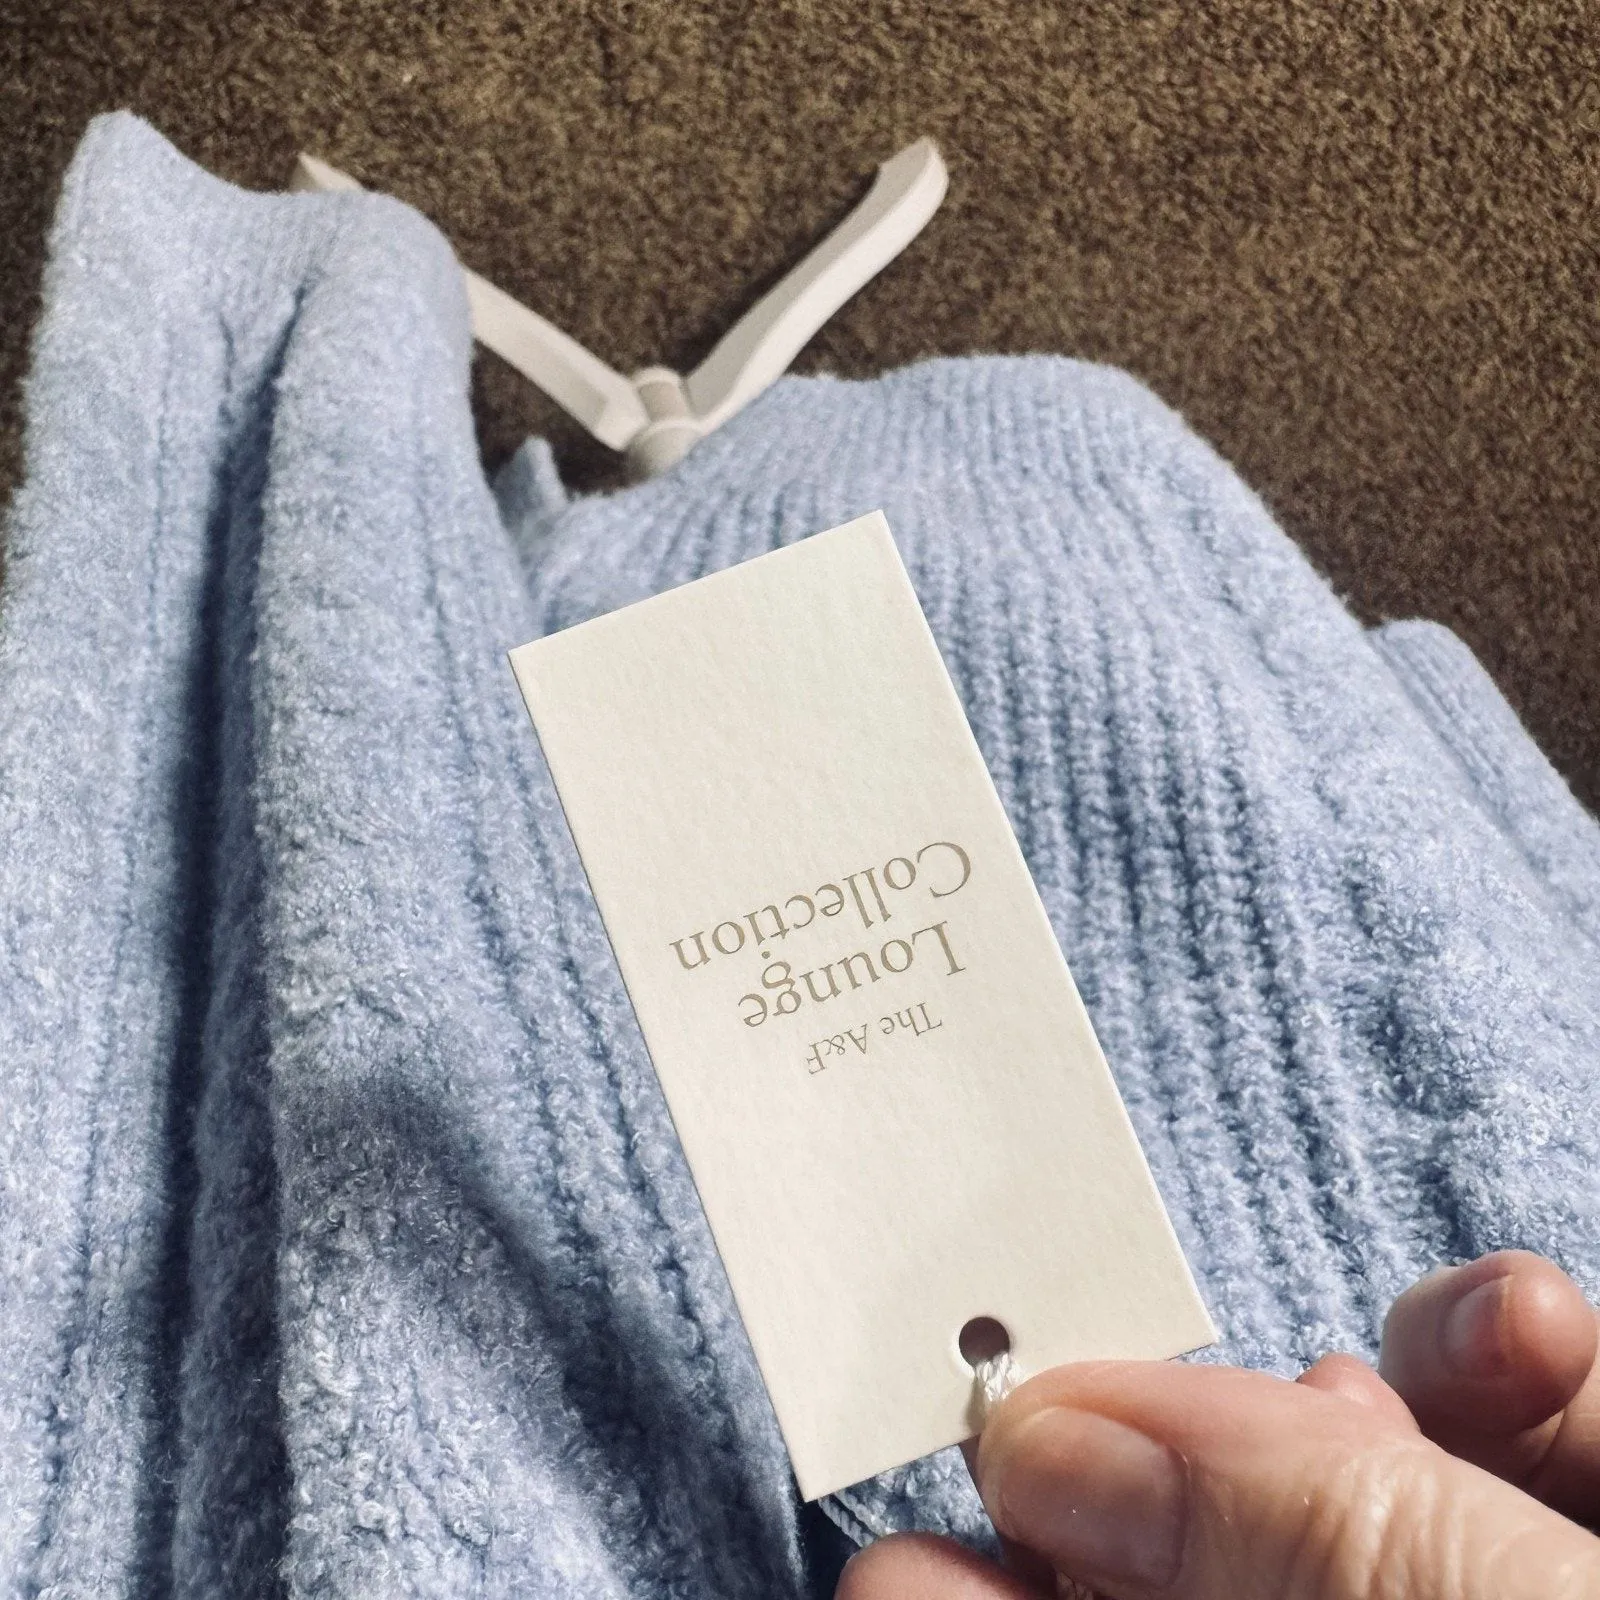 The A&F
Lounge
Collection